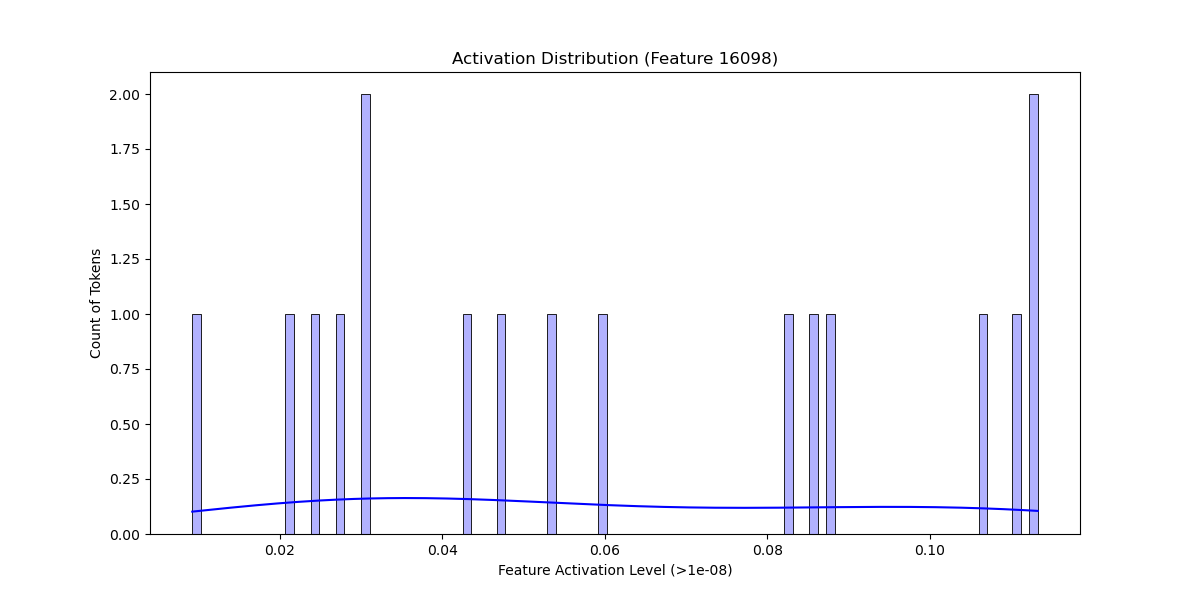 Activation Distribution (Feature 16098)
2.00
1.75
1.50
1.25
1.00
0.75
0.50
0.25
0.00
Count of Tokens
0.02 0.04 0.06 0.08 0.10
Feature Activation Level (>1e-08)